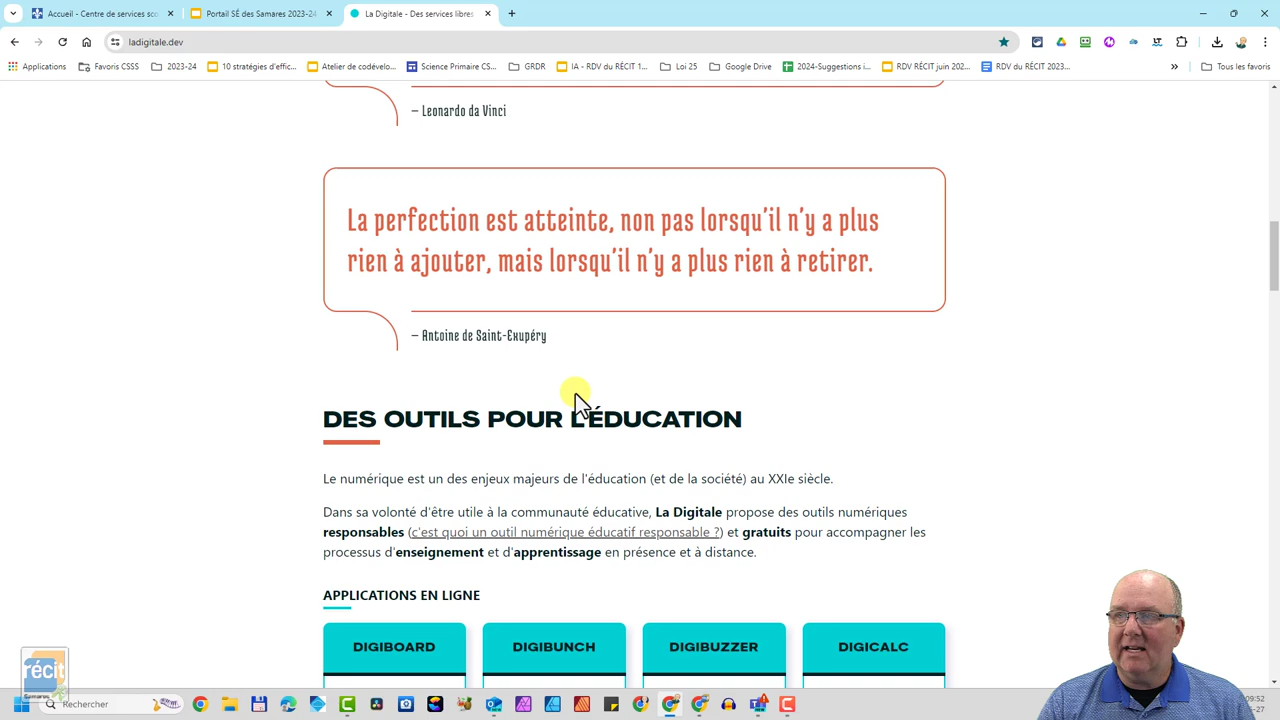 Accueil - Centre de services sco
Portail SÉ des Samares 2023-24
La Digitale - Des services libres
ladigitale.dev
Applications
Favoris CSSS
2023-24
10 stratégies d'effic...
Atelier de codévelo...
Science Primaire CS...
GRDR
IA - RDV du RÉCIT 1...
Loi 25
Google Drive
2024-Suggestions i...
RDV RÉCIT juin 202...
RDV du RÉCIT 2023...
»
Tous les favoris
– Leonardo da Vinci
La perfection est atteinte, non pas lorsqu'il n'y a plus
rien à ajouter, mais lorsqu'il n'y a plus rien à retirer.
– Antoine de Saint-Exupéry
DES OUTILS POUR L'ÉDUCATION
Le numérique est un des enjeux majeurs de l'éducation (et de la société) au XXIe siècle.
Dans sa volonté d'être utile à la communauté éducative, La Digitale propose des outils numériques
responsables (c'est quoi un outil numérique éducatif responsable ?) et gratuits pour accompagner les
processus d'enseignement et d'apprentissage en présence et à distance.
APPLICATIONS EN LIGNE
DIGIBOARD
DIGIBUNCH
DIGIBUZZER
DIGICALC
récit
Samares
Rechercher
09:52